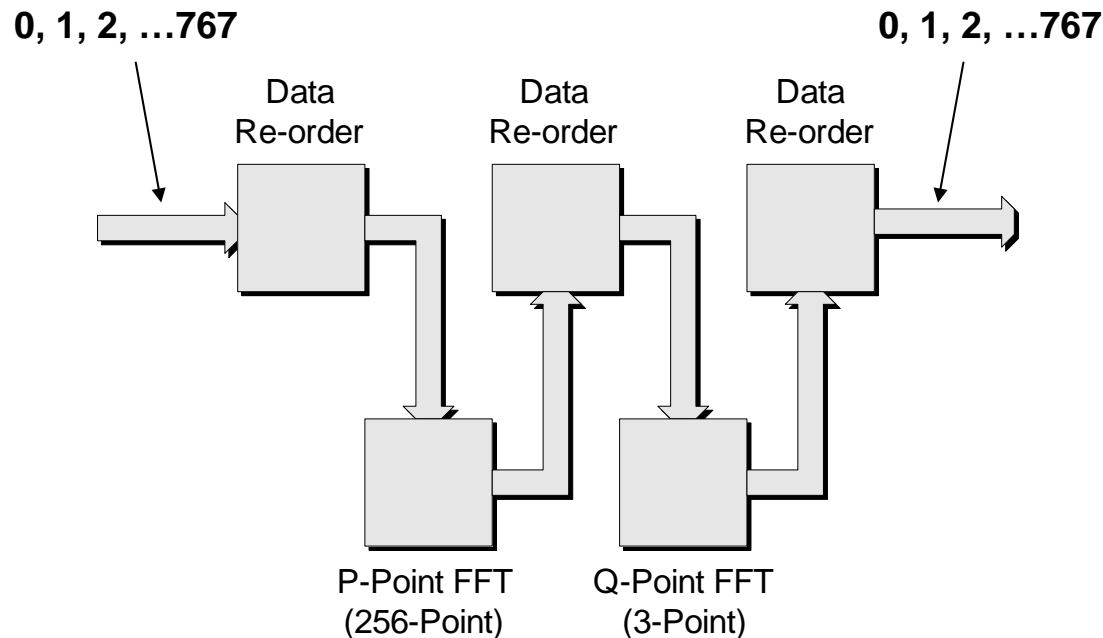 0, 1, 2, …767
0, 1, 2, …767
Data
Re-order
Data
Re-order
Data
Re-order
P-Point FFT
(256-Point)
Q-Point FFT
(3-Point)